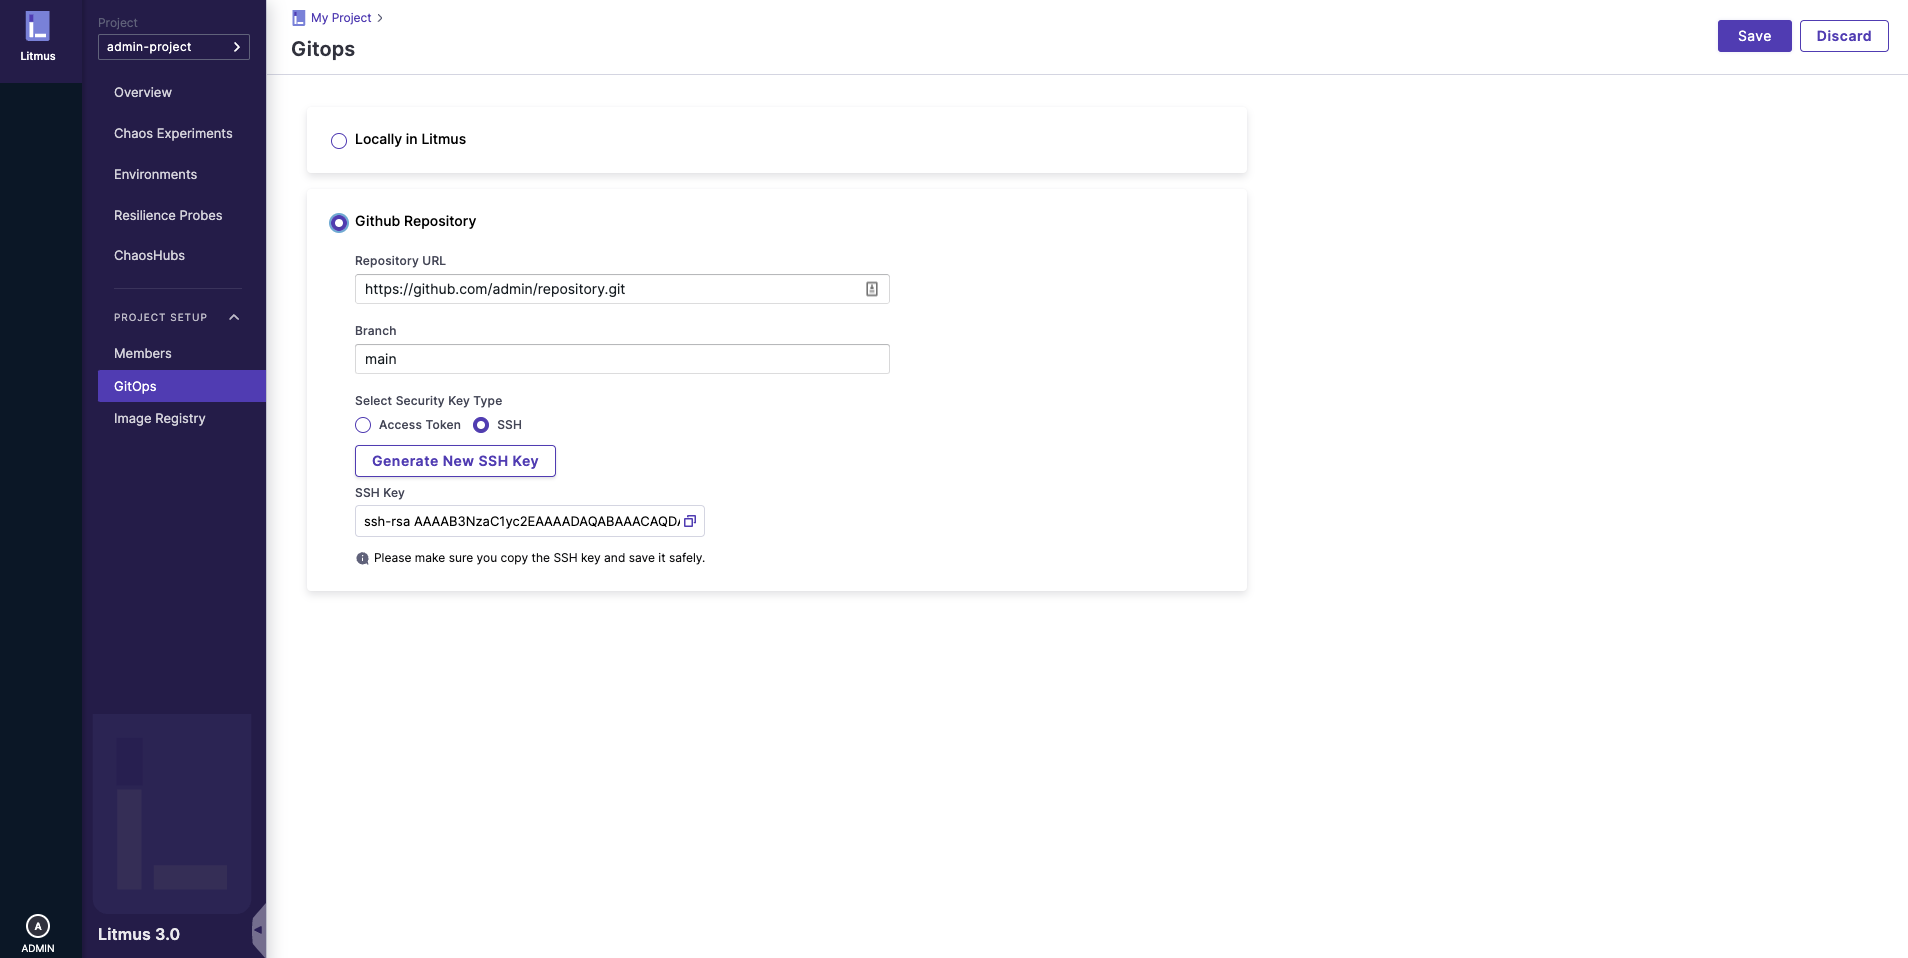 Litmus
Project
admin-project
Overview
Chaos Experiments
Environments
Resilience Probes
ChaosHubs
PROJECT SETUP
Members
GitOps
Image Registry
Litmus 3.0
A
ADMIN
My Project
Gitops
Save
Discard
Locally in Litmus
Github Repository
Repository URL
https://github.com/admin/repository.git
Branch
main
Select Security Key Type
Access Token
SSH
Generate New SSH Key
SSH Key
ssh-rsa AAAAB3NzaC1yc2EAAAADAQABAAACAQD
Please make sure you copy the SSH key and save it safely.